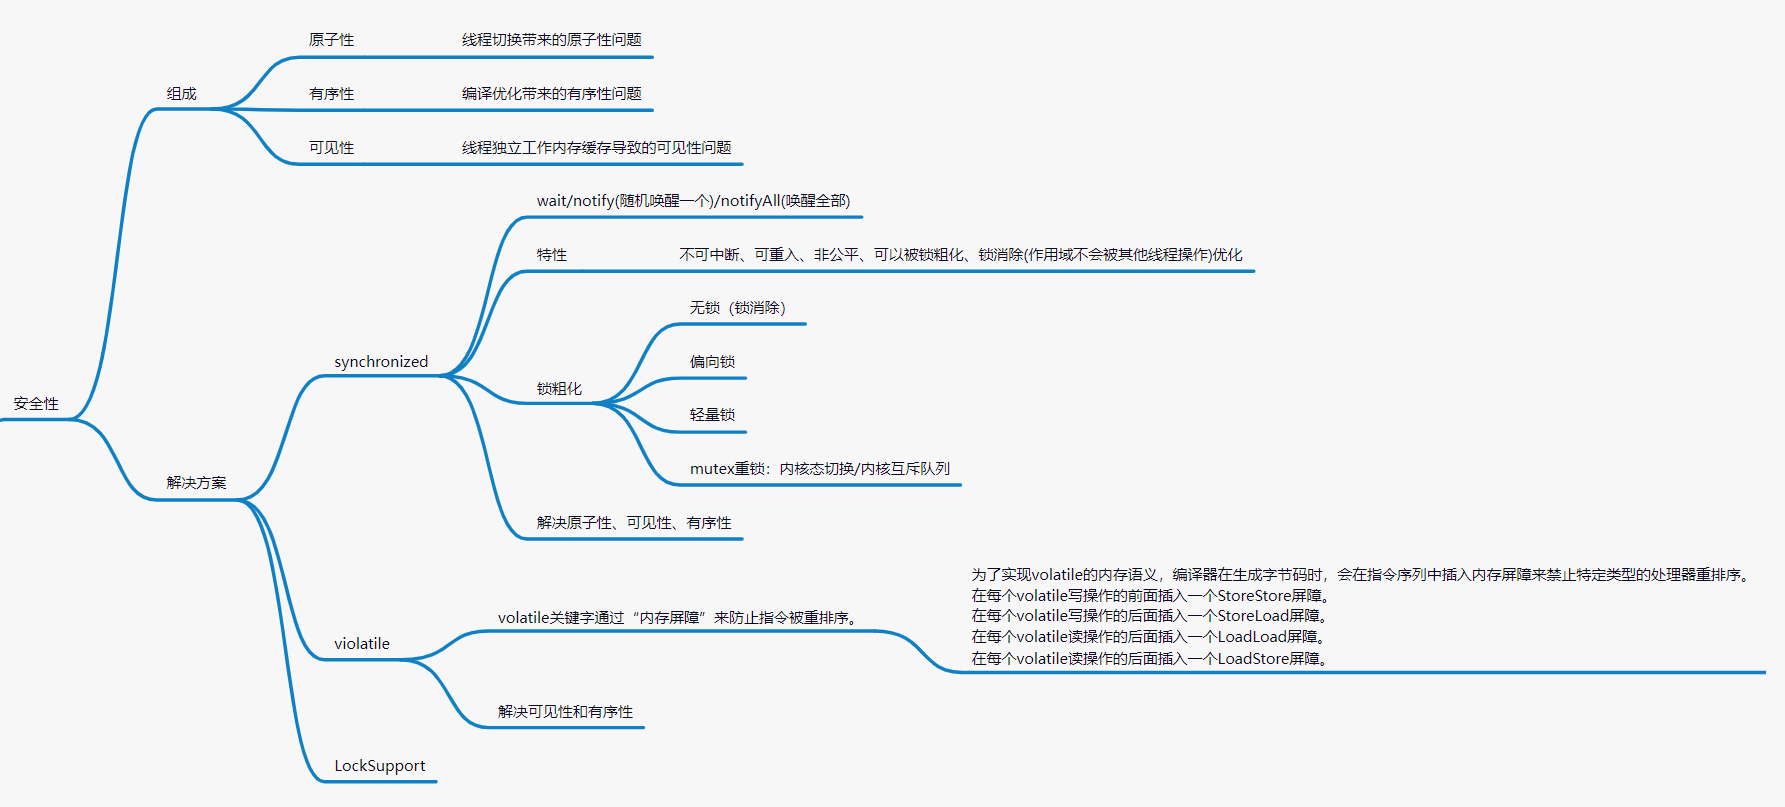 原子性
线程切换带来的原子性问题
组成
有序性
编译优化带来的有序性问题
可见性
线程独立工作内存缓存导致的可见性问题
wait/notify(随机唤醒一个)/notifyAll(唤醒全部)
特性
不可中断、可重入、非公平、可以被锁粗化、锁消除(作用域不会被其他线程操作)优化
无锁（锁消除）
synchronized
偏向锁
锁粗化
安全性
轻量锁
mutex重锁：内核态切换/内核互斥队列
解决方案
解决原子性、可见性、有序性
为了实现volatile的内存语义，编译器在生成字节码时，会在指令序列中插入内存屏障来禁止特定类型的处理器重排序。
在每个volatile写操作的前面插入一个StoreStore屏障。
在每个volatile写操作的后面插入一个StoreLoad屏障。
在每个volatile读操作的后面插入一个LoadLoad屏障。
在每个volatile读操作的后面插入一个LoadStore屏障。
volatile关键字通过“内存屏障”来防止指令被重排序。
violatile
解决可见性和有序性
LockSupport